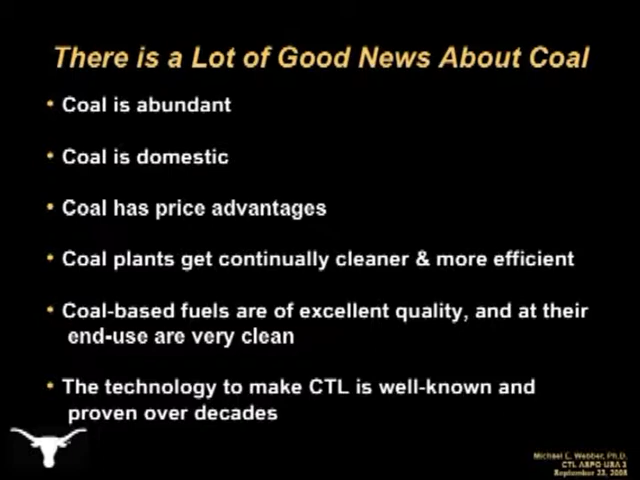 There is a Lot of Good News About Coal
• Coal is abundant
• Coal is domestic
• Coal has price advantages
• Coal plants get continually cleaner & more efficient
• Coal-based fuels are of excellent quality, and at their
end-use are very clean
• The technology to make CTL is well-known and
proven over decades
Michael E. Webber, Ph.D.
CTL ASPO-USA 3
September 23, 2008